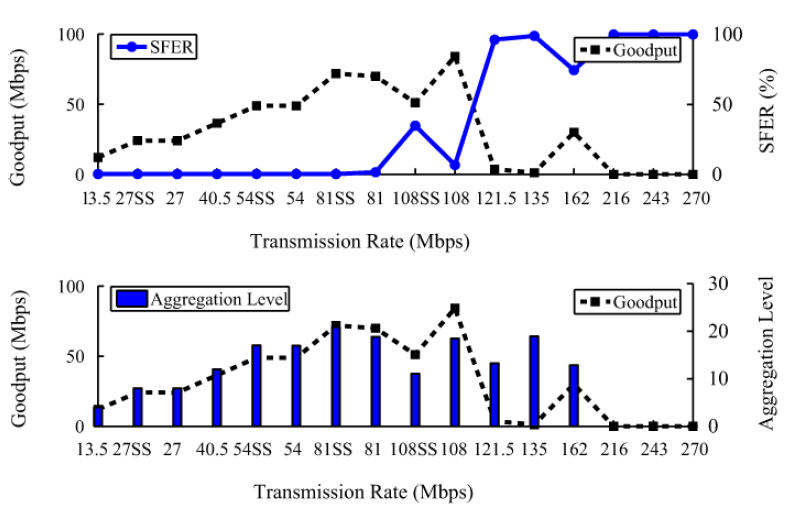 100
50
0
Goodput (Mbps)
SFER
Goodput
100
50
0
SFER (%)
13.5 27SS 27 40.5 54SS 54 81SS 81 108SS 108 121.5 135 162 216 243 270
Transmission Rate (Mbps)
100
50
0
Goodput (Mbps)
Aggregation Level
Goodput
30
20
10
0
Aggregation Level
13.5 27SS 27 40.5 54SS 54 81SS 81 108SS 108 121.5 135 162 216 243 270
Transmission Rate (Mbps)